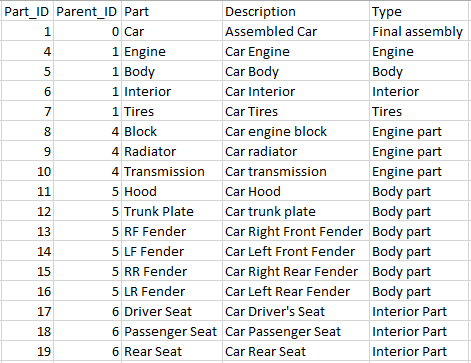 Part_ID Parent_ID Part Description Type
1 0 Car Assembled Car Final assembly
4 1 Engine Car Engine Engine
5 1 Body Car Body Body
6 1 Interior Car Interior Interior
7 1 Tires Car Tires Tires
8 4 Block Car engine block Engine part
9 4 Radiator Car radiator Engine part
10 4 Transmission Car transmission Engine part
11 5 Hood Car Hood Body part
12 5 Trunk Plate Car trunk plate Body part
13 5 RF Fender Car Right Front Fender Body part
14 5 LF Fender Car Left Front Fender Body part
15 5 RR Fender Car Right Rear Fender Body part
16 5 LR Fender Car Left Rear Fender Body part
17 6 Driver Seat Car Driver's Seat Interior Part
18 6 Passenger Seat Car Passenger Seat Interior Part
19 6 Rear Seat Car Rear Seat Interior Part